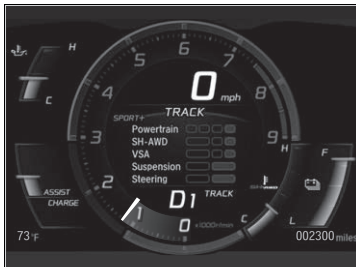 H
C
5
6
7
4
8
3
9
2
1
0
0 mph
SPORT+
TRACK
Powertrain
SH-AWD
VSA
Suspension
Steering
D1 TRACK
x1000r/min
H
C
F
L
ASSIST
CHARGE
73°F
002300 miles